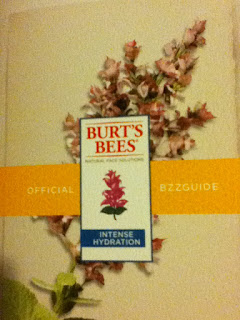 BURT'S
BEES®
NATURAL FACE SOLUTIONS
OFFICIAL
BZZGUIDE
INTENSE
HYDRATION